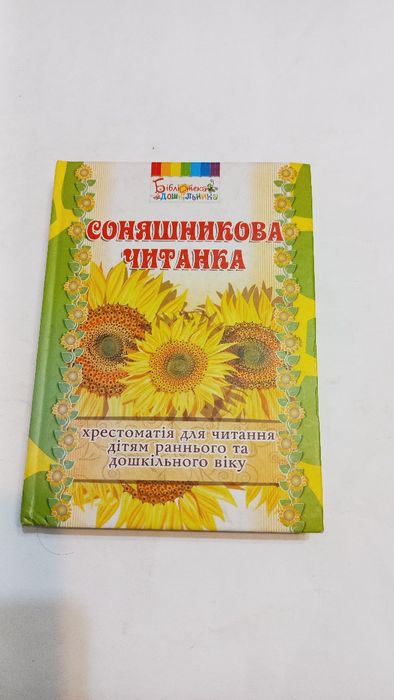 Бібліотека
дошкільника
СОНЯШНИКОВА
ЧИТАНКА
хрестоматія для читання
дітям раннього та
дошкільного віку